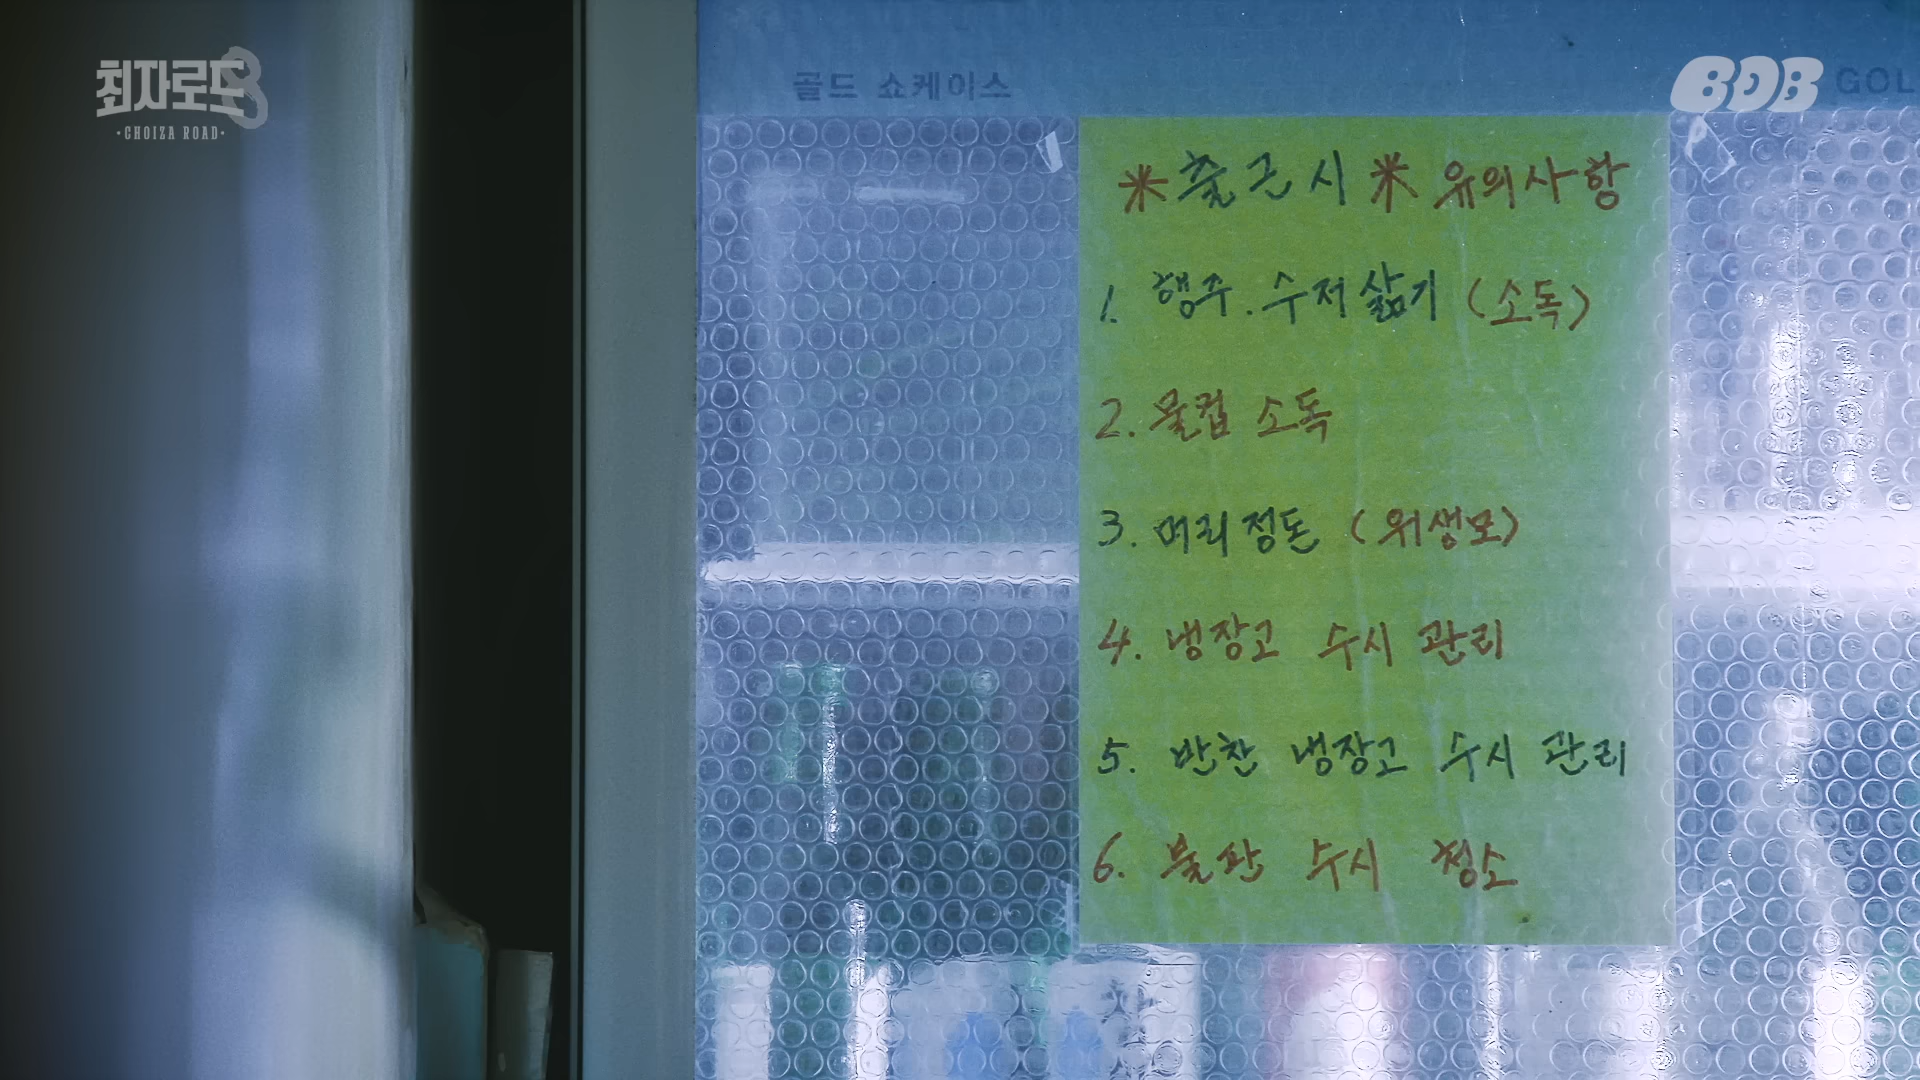 최자로드8
·CHOIZA ROAD·
BDB
골드 쇼케이스
GOL
※출근시※ 유의사항
1. 행주.수저 삶기 (소독)
2. 물컵 소독
3. 머리정돈 (위생모)
4. 냉장고 수시 관리
5. 반찬 냉장고 수시 관리
6. 불판 수시 청소